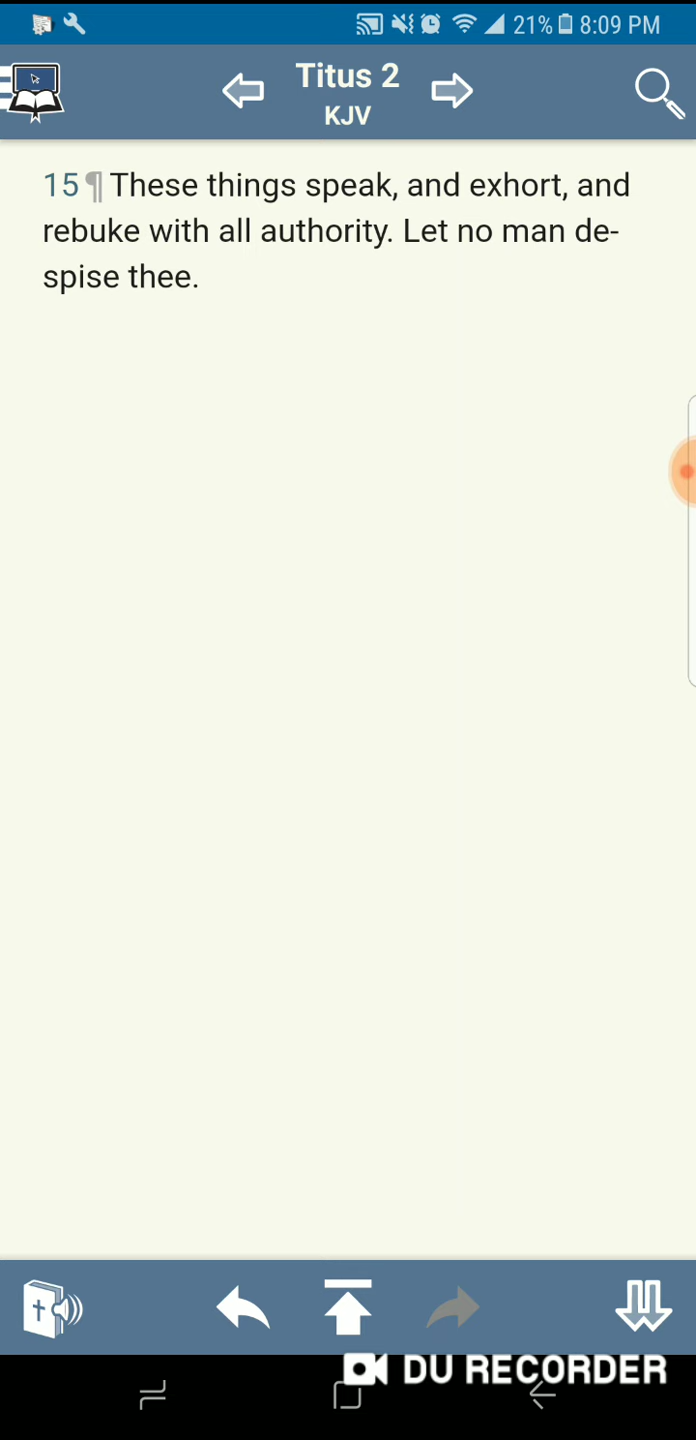 21% 8:09 PM
Titus 2
KJV
15 ¶ These things speak, and exhort, and
rebuke with all authority. Let no man de-
spise thee.
DU RECORDER